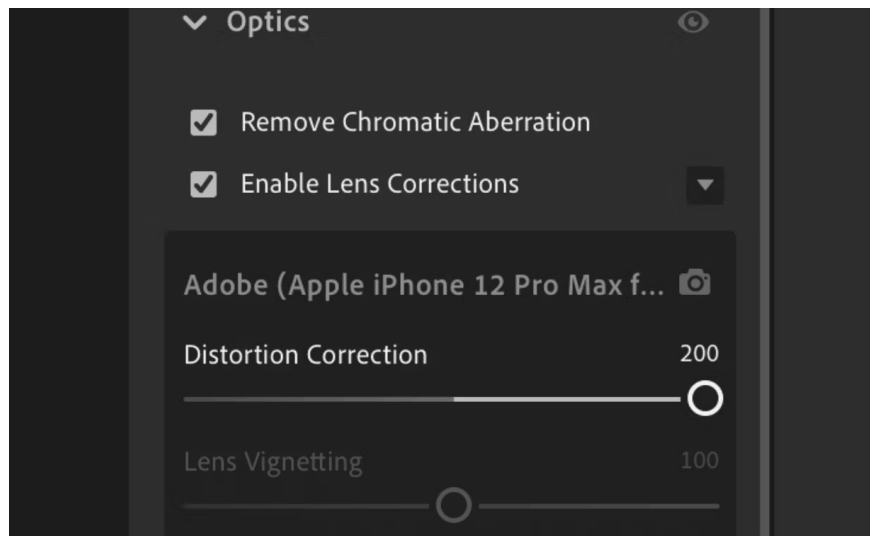 Optics
Remove Chromatic Aberration
Enable Lens Corrections
Adobe (Apple iPhone 12 Pro Max f...
Distortion Correction 200
Lens Vignetting 100